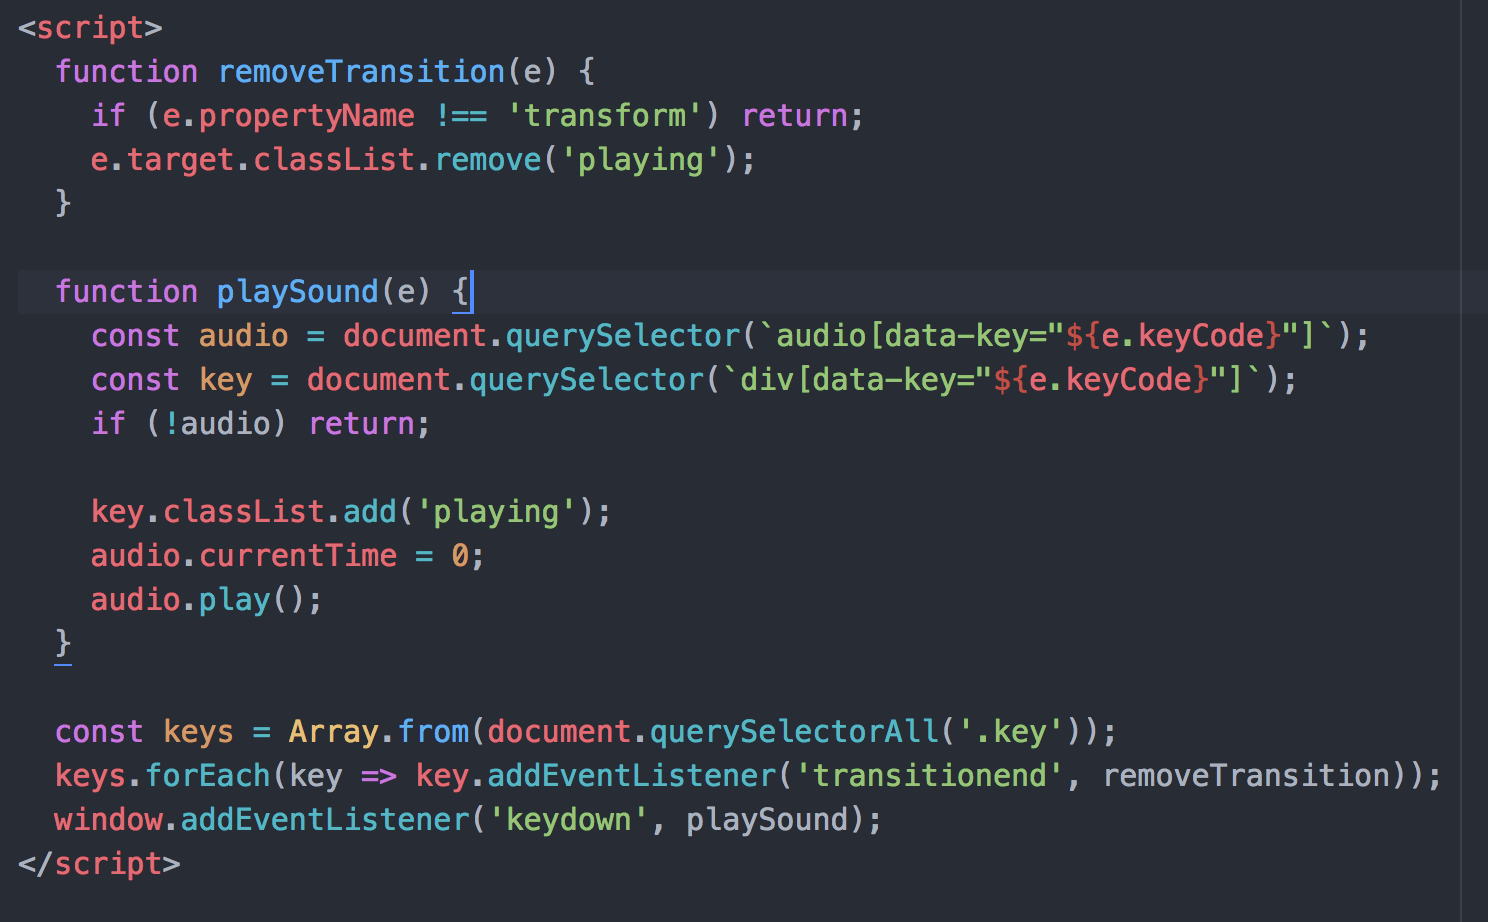 <script>
function removeTransition(e) {
if (e.propertyName !== 'transform') return;
e.target.classList.remove('playing');
}
function playSound(e) {
const audio = document.querySelector(`audio[data-key="${e.keyCode}"]`);
const key = document.querySelector(`div[data-key="${e.keyCode}"]`);
if (!audio) return;
key.classList.add('playing');
audio.currentTime = 0;
audio.play();
}
const keys = Array.from(document.querySelectorAll('.key'));
keys.forEach(key => key.addEventListener('transitionend', removeTransition));
window.addEventListener('keydown', playSound);
</script>